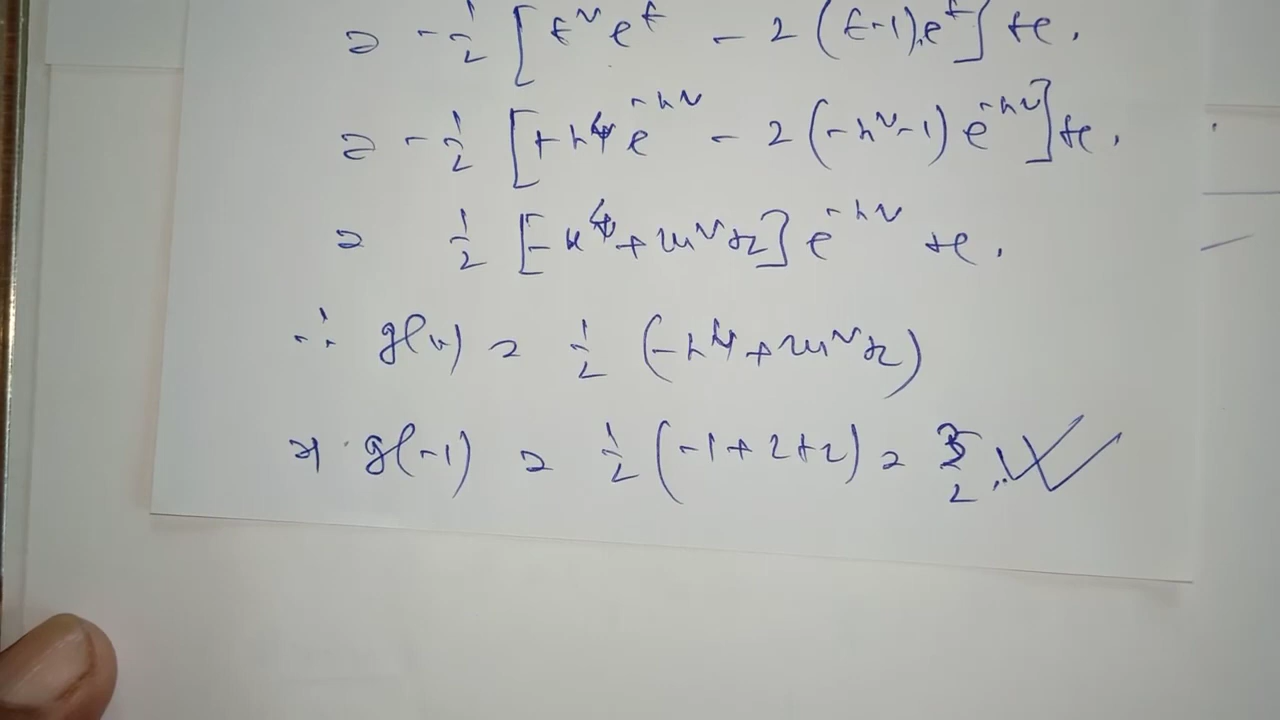 = -1/2 [t² e^t - 2(t-1).e^t] + c.
= -1/2 [+x⁴ e^{-x²} - 2(-x²-1) e^{-x²}] + c.
= 1/2 [-x⁴ + 2x² + 2] e^{-x²} + c.
∴ g(x) = 1/2 (-x⁴ + 2x² + 2)
g(-1) = 1/2 (-1+2+2) = 3/2.